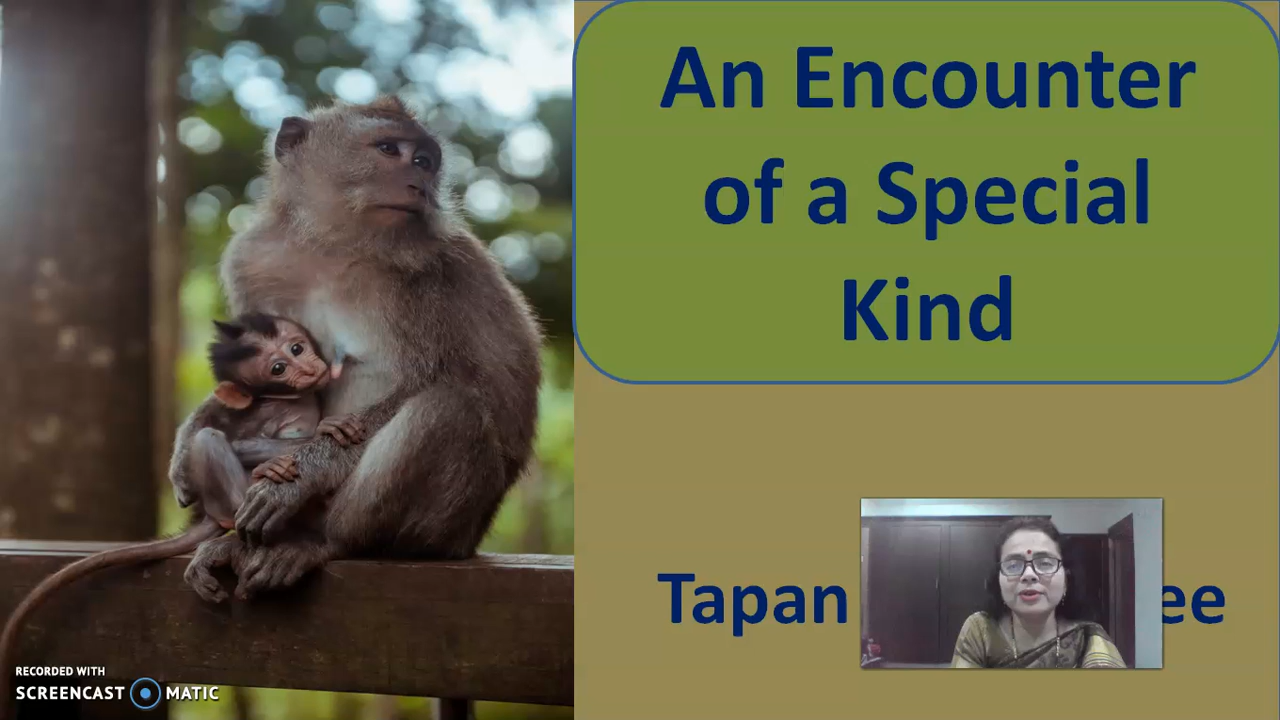 An Encounter
of a Special
Kind
Tapan ee
RECORDED WITH
SCREENCAST MATIC